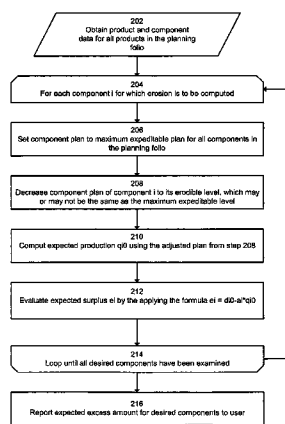 202
Obtain product and component
data for all products in the planning
folio
204
For each component i for which erosion is to be computed
206
Set component plan to maximum expeditable plan for all components in
the planning folio
208
Decrease component plan of component i to its erodible level, which may
or may not be the same as the maximum expeditable level
210
Comput expected production qi0 using the adjusted plan from step 208
212
Evaluate expected surplus ei by the applying the formula ei = di0-ai*qi0
214
Loop until all desired components have been examined
216
Report expected excess amount for desired components to user